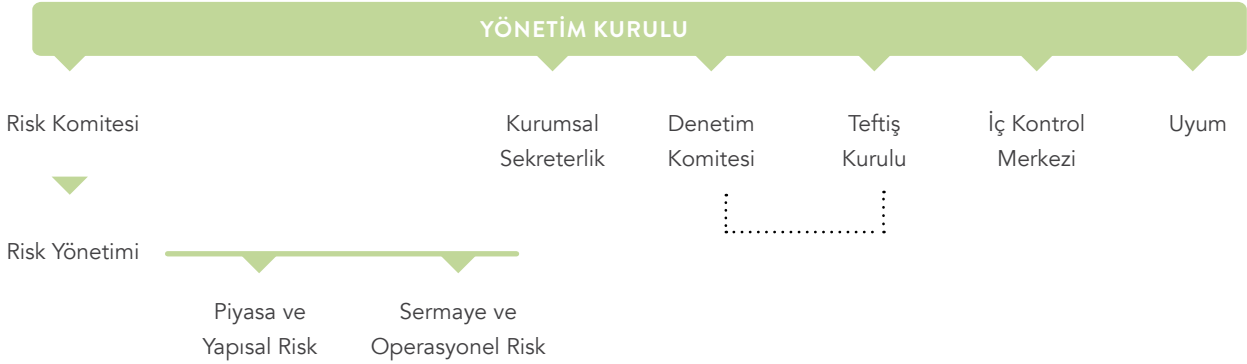 YÖNETİM KURULU
Risk Komitesi
Kurumsal
Sekreterlik
Denetim
Komitesi
Teftiş
Kurulu
İç Kontrol
Merkezi
Uyum
Risk Yönetimi
Piyasa ve
Yapısal Risk
Sermaye ve
Operasyonel Risk